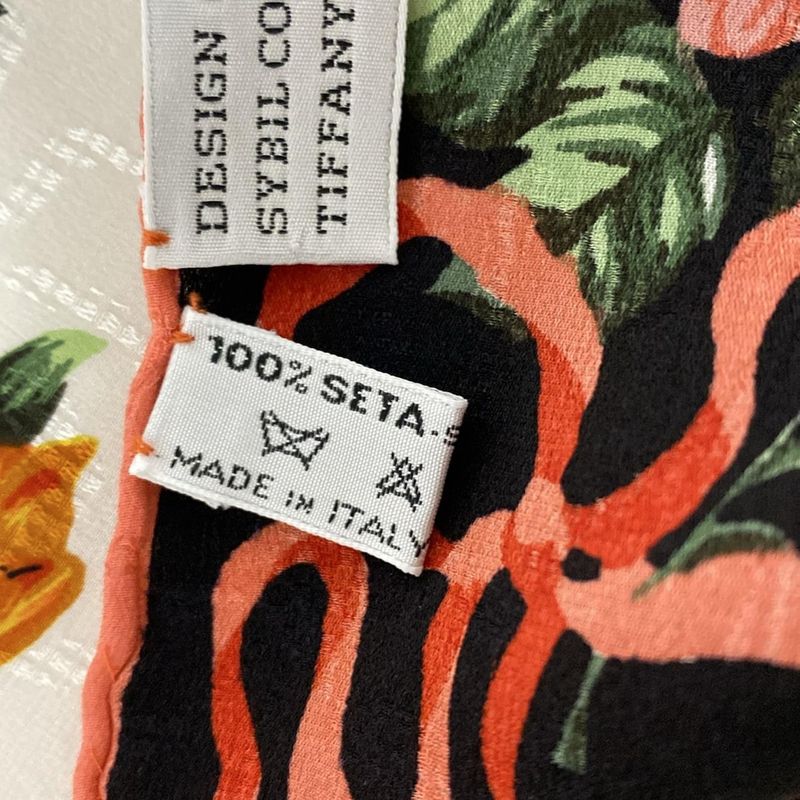 DESIGN
SYBIL CO
TIFFANY
100% SETA-S
MADE IN ITALY